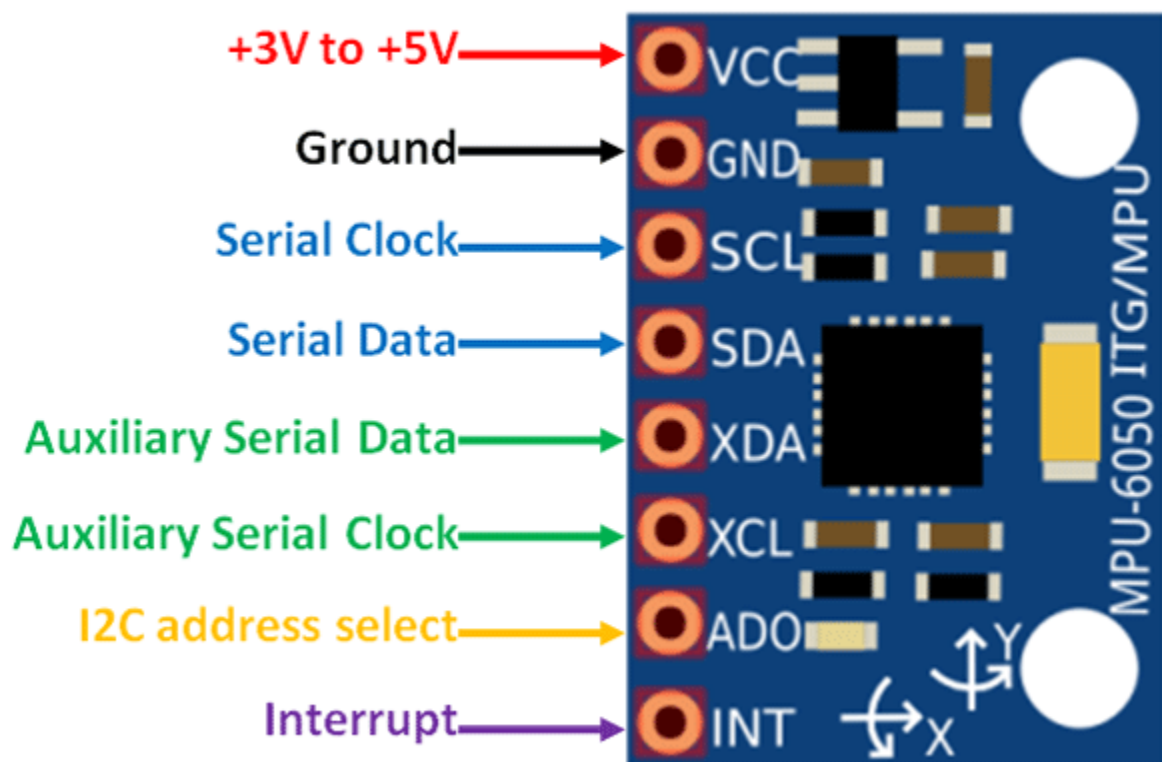 +3V to +5V
VCC
Ground
GND
Serial Clock
SCL
Serial Data
SDA
Auxiliary Serial Data
XDA
Auxiliary Serial Clock
XCL
I2C address select
ADO
Interrupt
INT
MPU-6050 ITG/MPU
Y
X